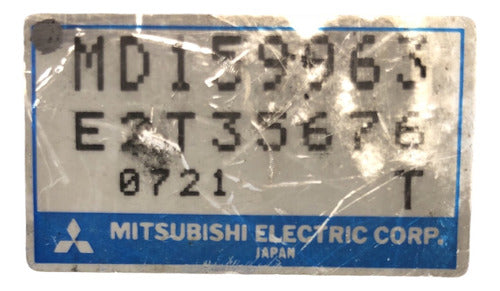 MD159963
E2T35676
0721 T
MITSUBISHI ELECTRIC CORP.
JAPAN